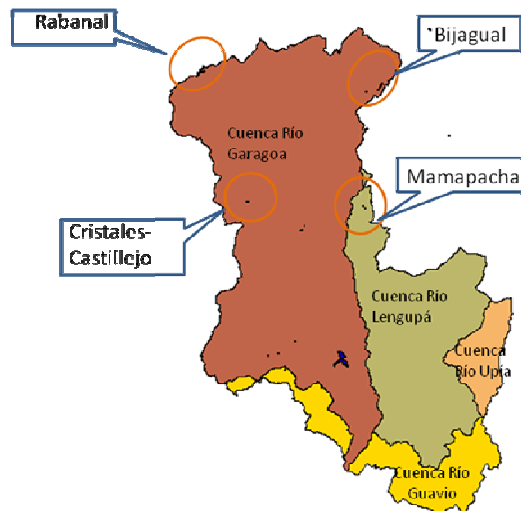 Rabanal
`Bijagual
Cuenca Río
Garagoa
Mamapacha
Cristales-
Castillejo
Cuenca Río
Lengupá
Cuenca
Río Upía
Cuenca Río
Guavio